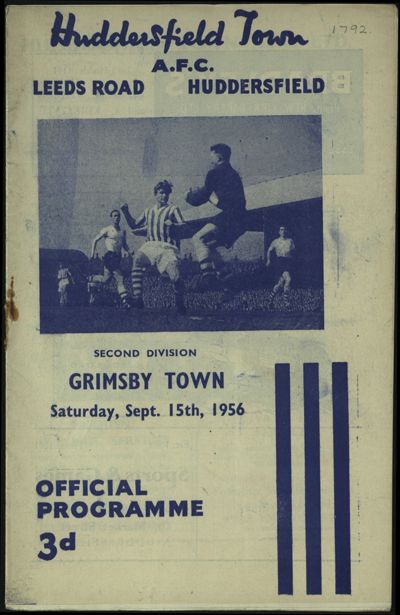 Huddersfield Town
1792.
A.F.C.
LEEDS ROAD HUDDERSFIELD
SECOND DIVISION
GRIMSBY TOWN
Saturday, Sept. 15th, 1956
OFFICIAL
PROGRAMME
3d